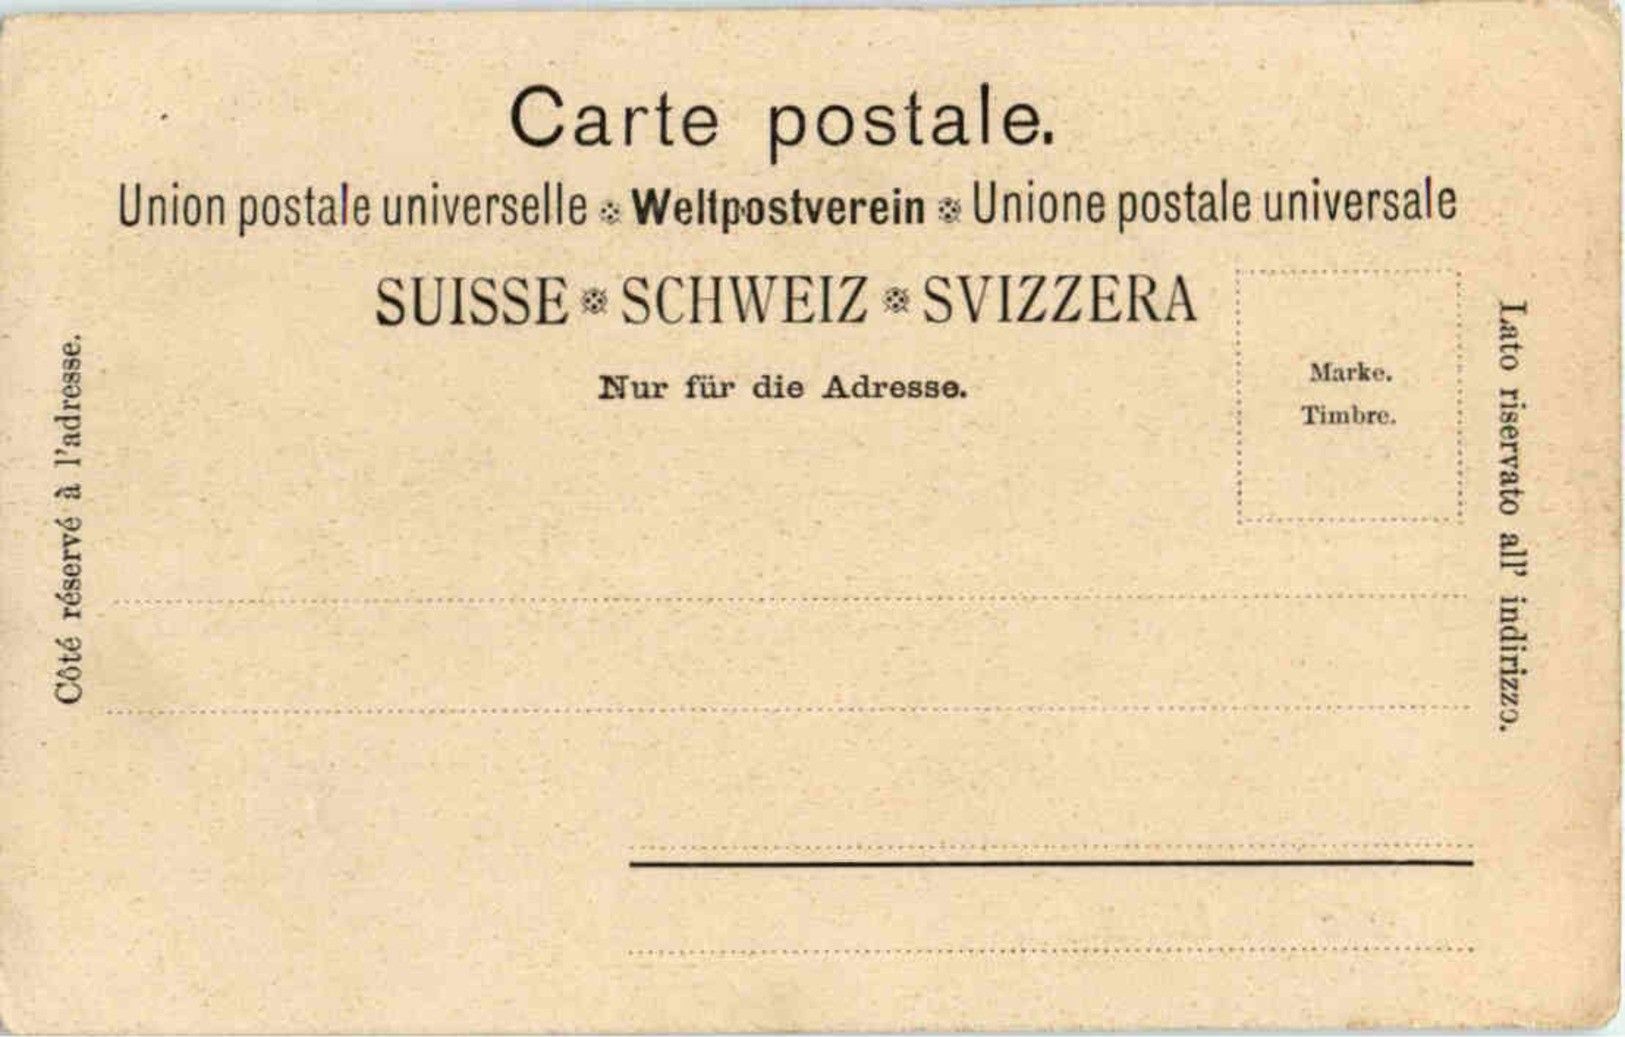 Carte postale.
Union postale universelle ❉ Weltpostverein ❉ Unione postale universale
SUISSE ❉ SCHWEIZ ❉ SVIZZERA
Nur für die Adresse.
Marke.
Timbre.
Côté réservé à l'adresse.
Lato riservato all' indirizzo.